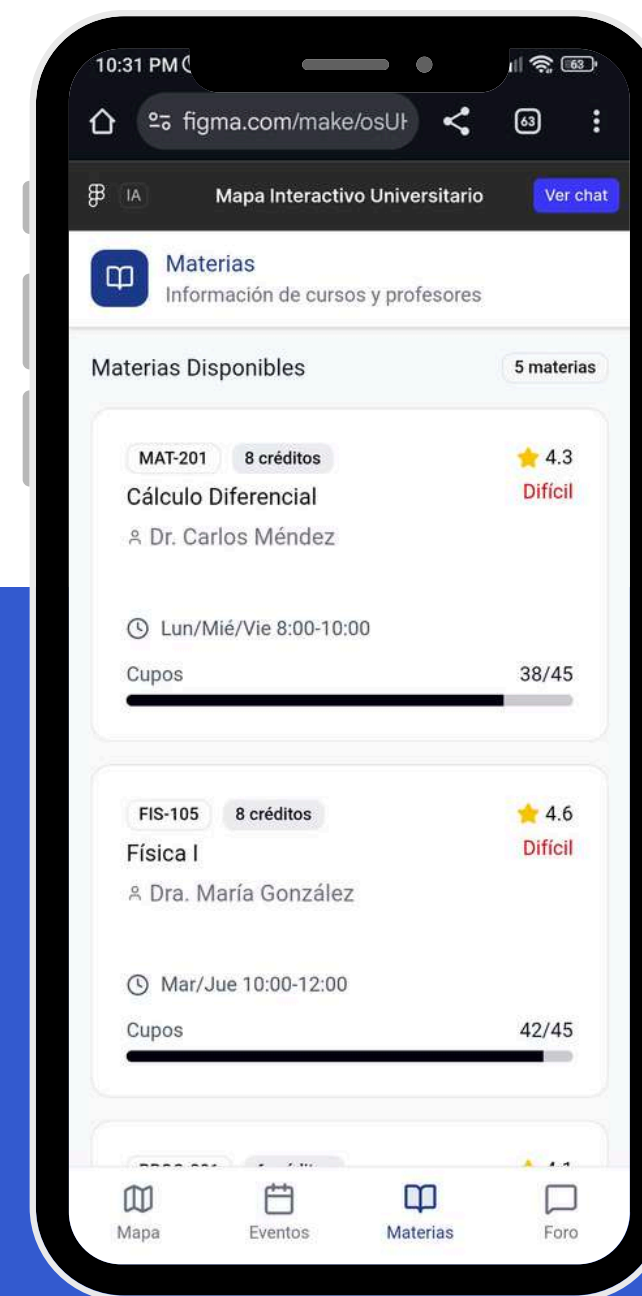 10:31 PM
63
figma.com/make/osUH
63
IA
Mapa Interactivo Universitario
Ver chat
Materias
Información de cursos y profesores
Materias Disponibles
5 materias
MAT-201
8 créditos
4.3
Cálculo Diferencial
Difícil
Dr. Carlos Méndez
Lun/Mié/Vie 8:00-10:00
Cupos
38/45
FIS-105
8 créditos
4.6
Física I
Difícil
Dra. María González
Mar/Jue 10:00-12:00
Cupos
42/45
Mapa
Eventos
Materias
Foro